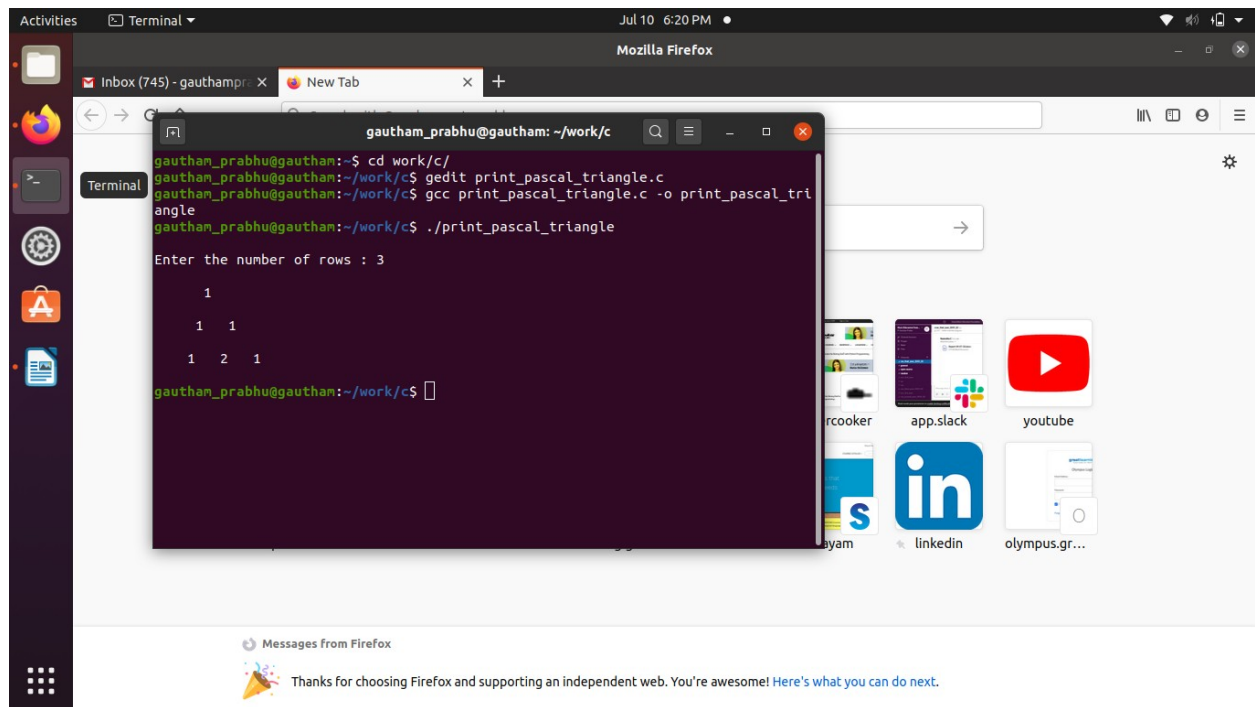 Activities Terminal Jul 10 6:20 PM
Mozilla Firefox
Inbox (745) - gauthampra New Tab
gautham_prabhu@gautham: ~/work/c
Terminal
gautham_prabhu@gautham:~$ cd work/c/
gautham_prabhu@gautham:~/work/c$ gedit print_pascal_triangle.c
gautham_prabhu@gautham:~/work/c$ gcc print_pascal_triangle.c -o print_pascal_tri
angle
gautham_prabhu@gautham:~/work/c$ ./print_pascal_triangle
Enter the number of rows : 3
1
1 1
1 2 1
gautham_prabhu@gautham:~/work/c$
rcooker app.slack youtube
in
S
yam linkedin olympus.gr...
Messages from Firefox
Thanks for choosing Firefox and supporting an independent web. You're awesome! Here's what you can do next.